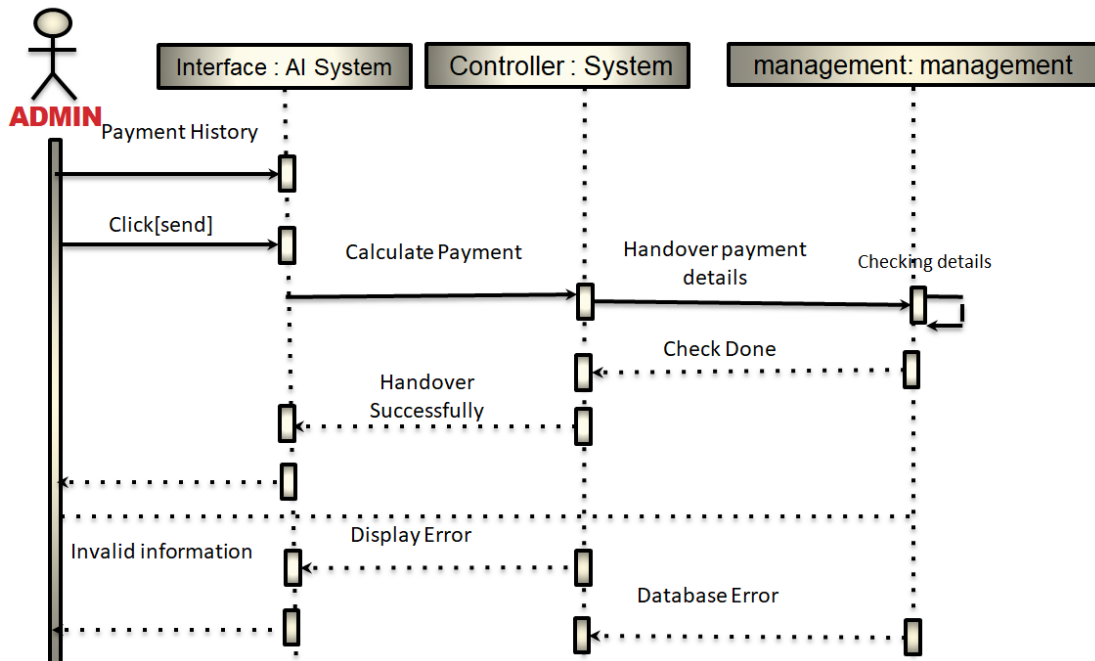 Interface : AI System
Controller : System
management: management
ADMIN
Payment History
Click[send]
Calculate Payment
Handover payment
details
Checking details
Check Done
Handover
Successfully
Display Error
Invalid information
Database Error